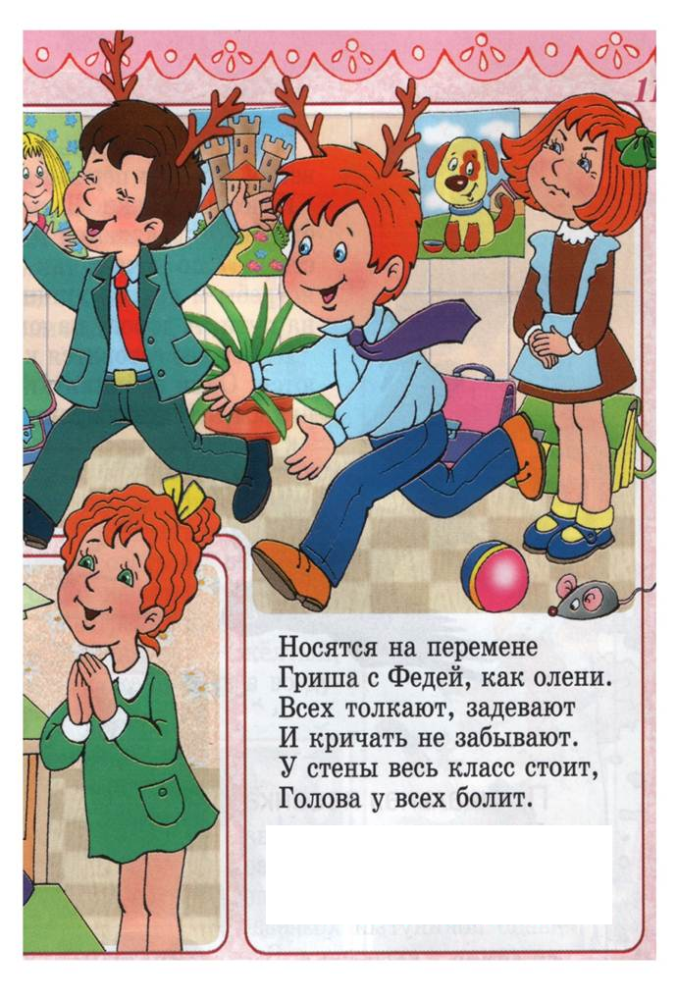 11
Носятся на перемене
Гриша с Федей, как олени.
Всех толкают, задевают
И кричать не забывают.
У стены весь класс стоит,
Голова у всех болит.